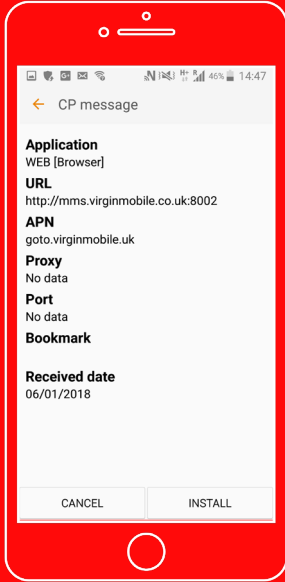 46% 14:47
CP message
Application
WEB [Browser]
URL
http://mms.virginmobile.co.uk:8002
APN
goto.virginmobile.uk
Proxy
No data
Port
No data
Bookmark
Received date
06/01/2018
CANCEL INSTALL